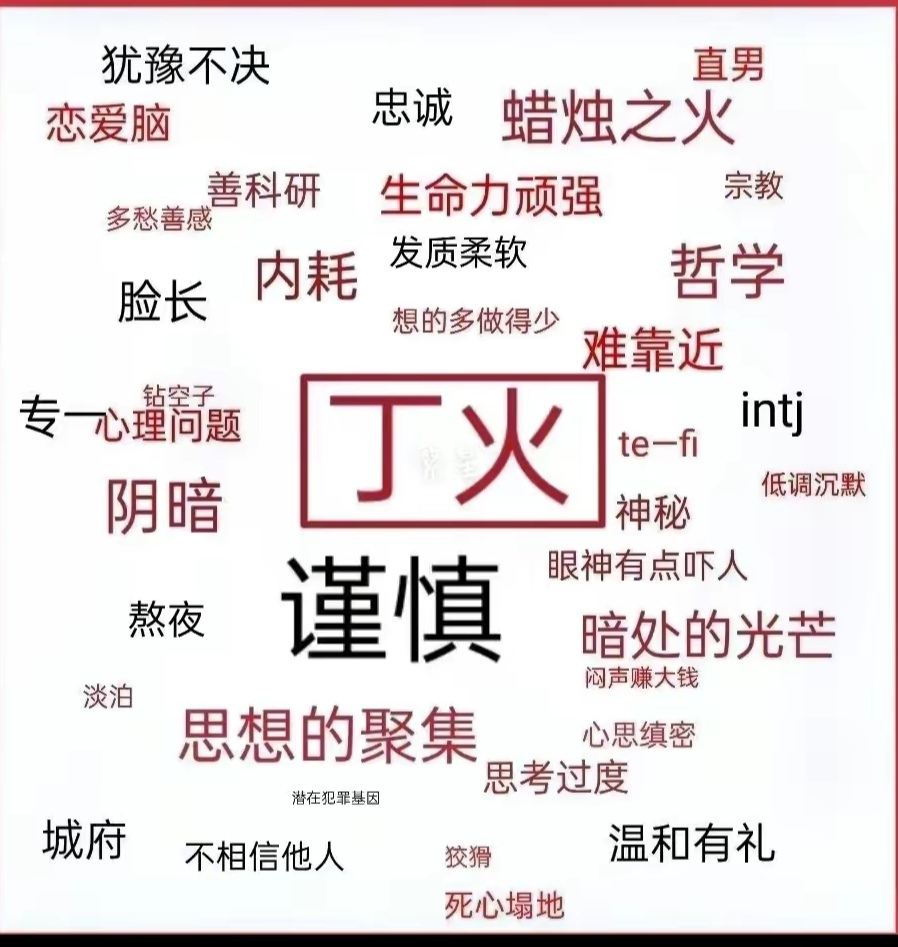 犹豫不决
直男
恋爱脑
忠诚
蜡烛之火
善科研
生命力顽强
宗教
多愁善感
发质柔软
内耗
哲学
脸长
想的多做得少
难靠近
钻空子
专一
心理问题
丁火
intj
te—fi
低调沉默
阴暗
神秘
眼神有点吓人
谨慎
熬夜
暗处的光芒
闷声赚大钱
淡泊
思想的聚集
心思缜密
思考过度
潜在犯罪基因
城府
不相信他人
狡猾
温和有礼
死心塌地